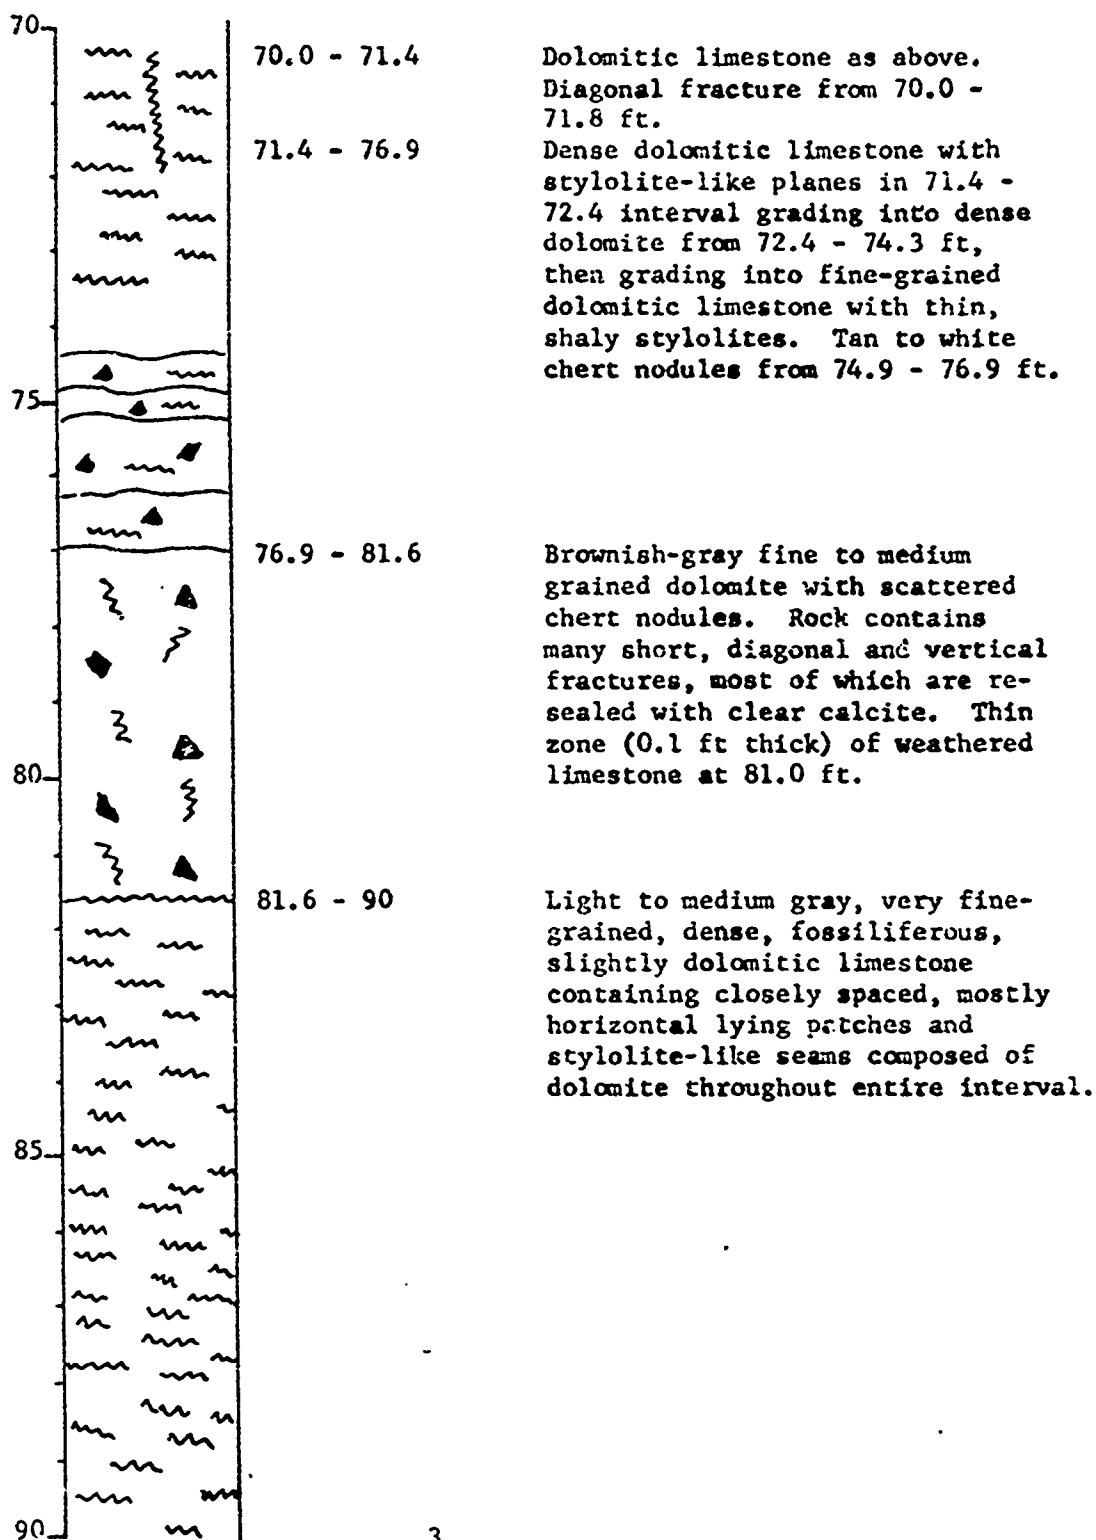 70
70.0 - 71.4
Dolomitic limestone as above.
Diagonal fracture from 70.0 -
71.8 ft.
71.4 - 76.9
Dense dolomitic limestone with
stylolite-like planes in 71.4 -
72.4 interval grading into dense
dolomite from 72.4 - 74.3 ft,
then grading into fine-grained
dolomitic limestone with thin,
shaly stylolites. Tan to white
chert nodules from 74.9 - 76.9 ft.
75
76.9 - 81.6
Brownish-gray fine to medium
grained dolomite with scattered
chert nodules. Rock contains
many short, diagonal and vertical
fractures, most of which are re-
sealed with clear calcite. Thin
zone (0.1 ft thick) of weathered
limestone at 81.0 ft.
80
81.6 - 90
Light to medium gray, very fine-
grained, dense, fossiliferous,
slightly dolomitic limestone
containing closely spaced, mostly
horizontal lying patches and
stylolite-like seams composed of
dolomite throughout entire interval.
85
90
3